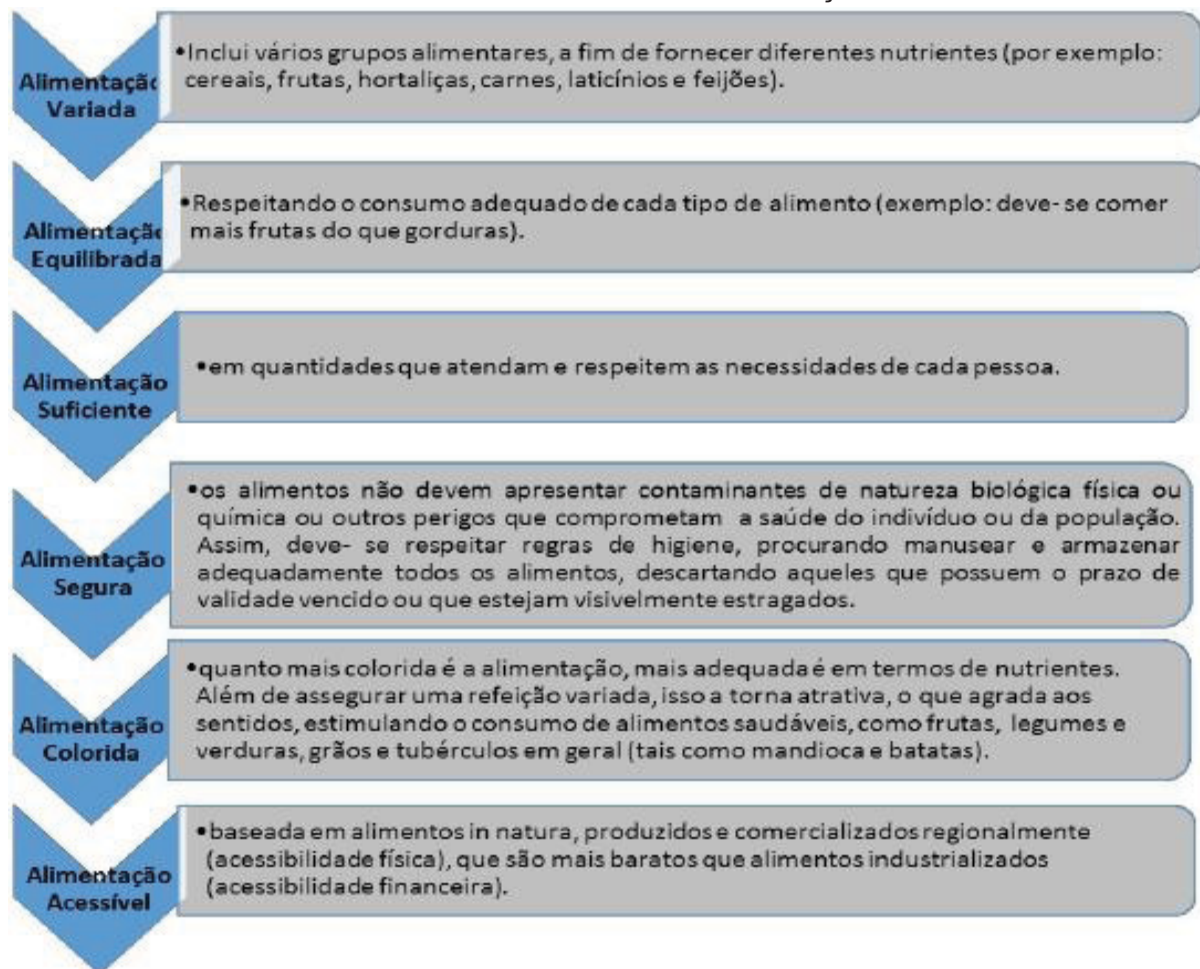 Alimentação
Variada
•Inclui vários grupos alimentares, a fim de fornecer diferentes nutrientes (por exemplo:
cereais, frutas, hortaliças, carnes, laticínios e feijões).
Alimentação
Equilibrada
•Respeitando o consumo adequado de cada tipo de alimento (exemplo: deve- se comer
mais frutas do que gorduras).
Alimentação
Suficiente
•em quantidades que atendam e respeitem as necessidades de cada pessoa.
Alimentação
Segura
•os alimentos não devem apresentar contaminantes de natureza biológica física ou
química ou outros perigos que comprometam a saúde do indivíduo ou da população.
Assim, deve- se respeitar regras de higiene, procurando manusear e armazenar
adequadamente todos os alimentos, descartando aqueles que possuem o prazo de
validade vencido ou que estejam visivelmente estragados.
Alimentação
Colorida
•quanto mais colorida é a alimentação, mais adequada é em termos de nutrientes.
Além de assegurar uma refeição variada, isso a torna atrativa, o que agrada aos
sentidos, estimulando o consumo de alimentos saudáveis, como frutas, legumes e
verduras, grãos e tubérculos em geral (tais como mandioca e batatas).
Alimentação
Acessível
•baseada em alimentos in natura, produzidos e comercializados regionalmente
(acessibilidade física), que são mais baratos que alimentos industrializados
(acessibilidade financeira).